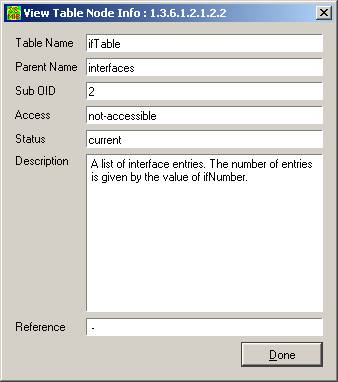 View Table Node Info : 1.3.6.1.2.1.2.2
Table Name ifTable
Parent Name interfaces
Sub OID 2
Access not-accessible
Status current
Description A list of interface entries. The number of entries
is given by the value of ifNumber.
Reference -
Done